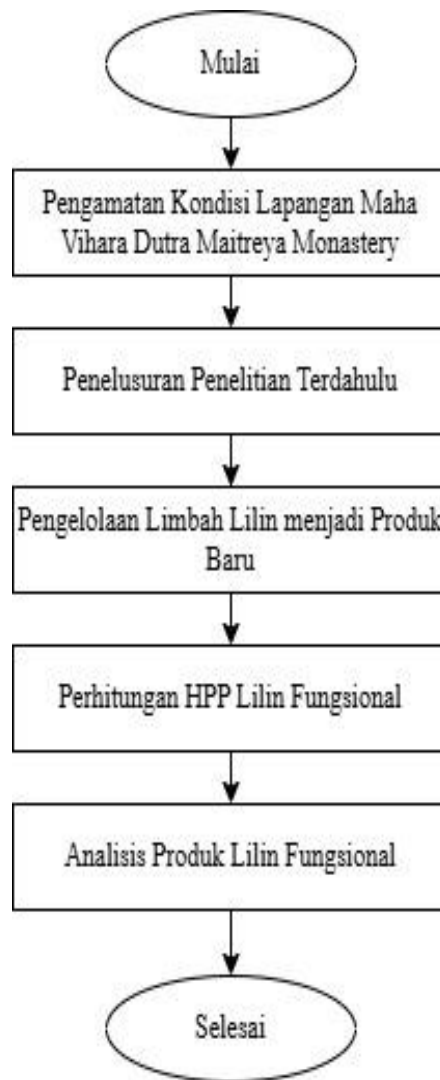 Mulai
Pengamatan Kondisi Lapangan Maha
Vihara Dutra Maitreya Monastery
Penelusuran Penelitian Terdahulu
Pengelolaan Limbah Lilin menjadi Produk
Baru
Perhitungan HPP Lilin Fungsional
Analisis Produk Lilin Fungsional
Selesai